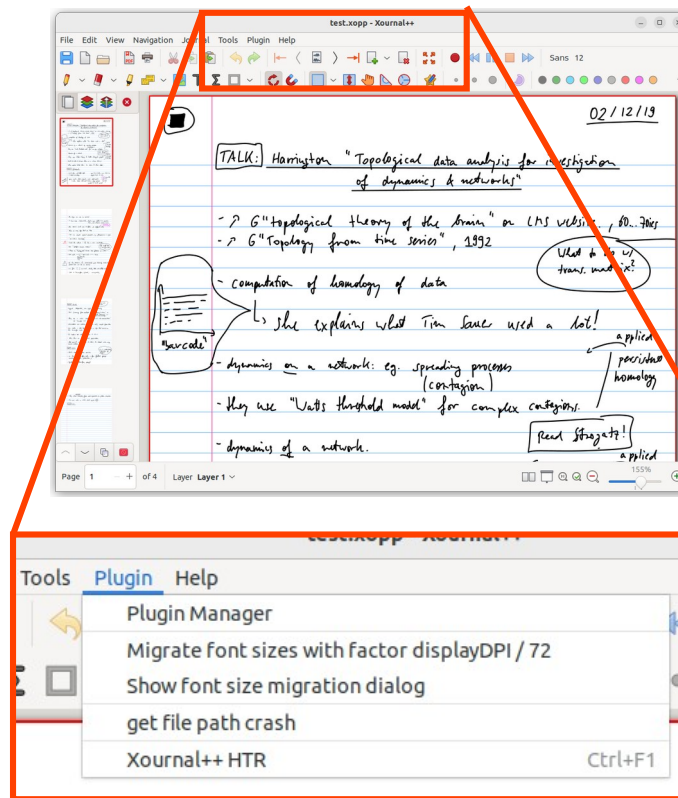 test.xopp - Xournal++
File Edit View Navigation Journal Tools Plugin Help
Sans 12
02/12/19
TALK: Harrington "Topological data analysis for investigation
of dynamics & networks"
- ↗ G "topological theory of the brain" on LMS website, 60...70ies
- ↗ G "Topology from time series", 1992
What to do w/
trans. matrix?
- computation of homology of data
↳ she explains what Tim Sauer used a lot!
"barcode"
applied
persistent
homology
- dynamics on a network: eg. spreading processes
(contagion)
- they use "Watts threshold model" for complex contagions.
Read Strogatz!
- dynamics of a network.
applied
Page 1 − + of 4 Layer Layer 1
155%
test.xopp - Xournal++
Tools Plugin Help
Plugin Manager
Migrate font sizes with factor displayDPI / 72
Show font size migration dialog
get file path crash
Xournal++ HTR Ctrl+F1